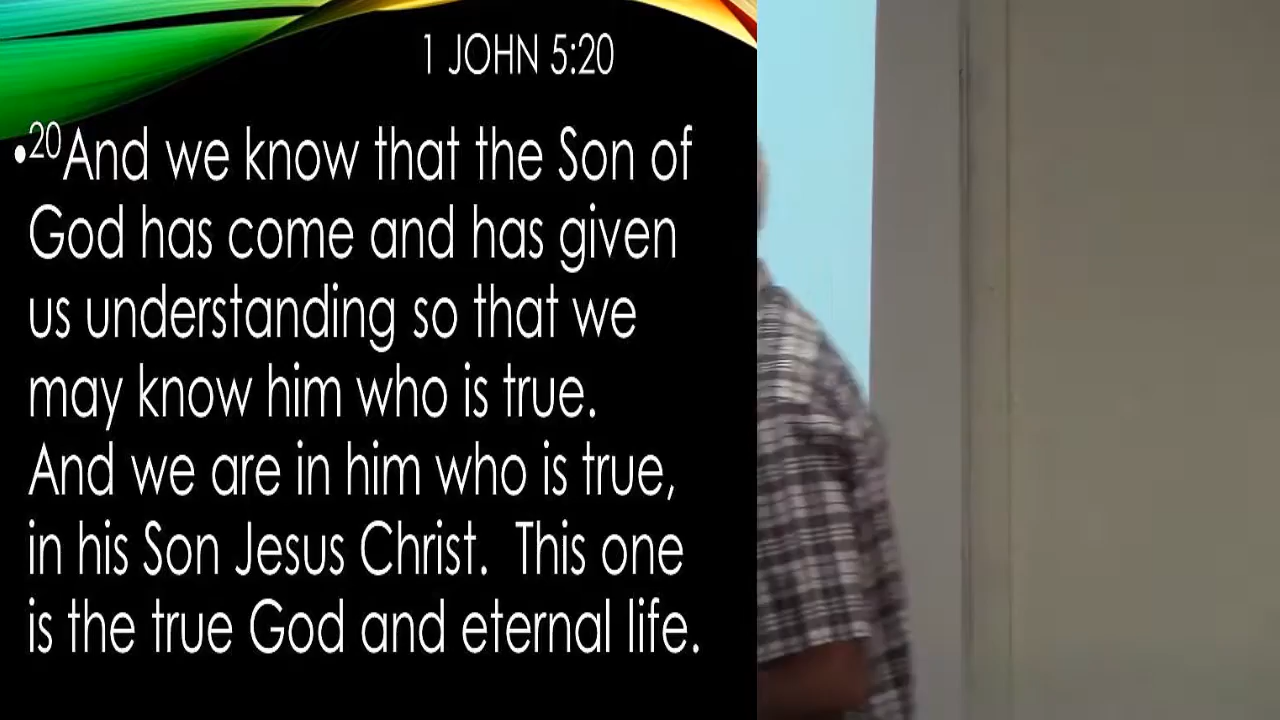 1 JOHN 5:20
•20And we know that the Son of
God has come and has given
us understanding so that we
may know him who is true.
And we are in him who is true,
in his Son Jesus Christ.  This one
is the true God and eternal life.